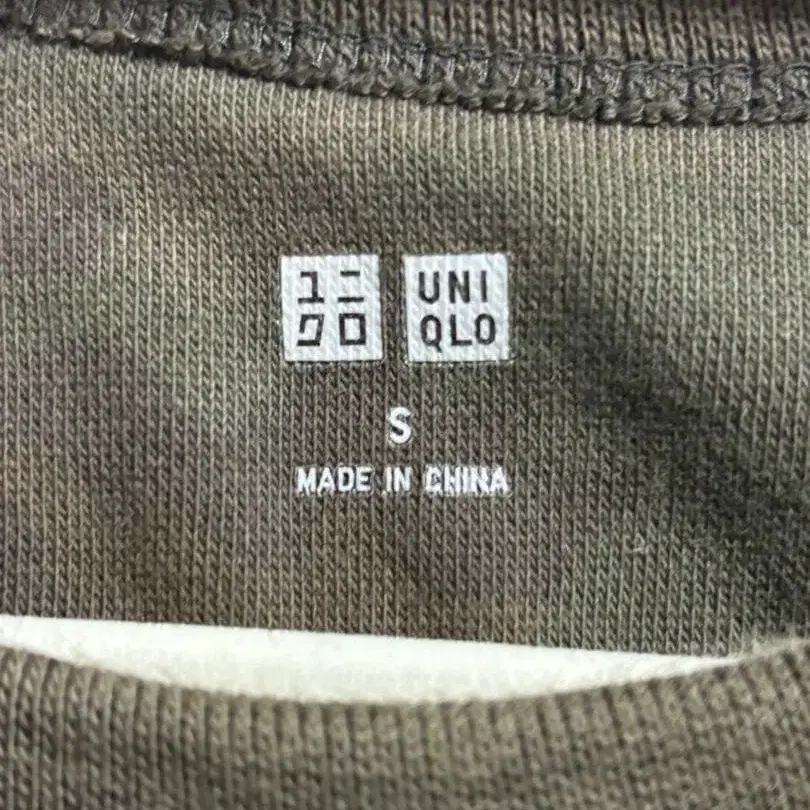 ユニ
クロ
UNI
QLO
S
MADE IN CHINA